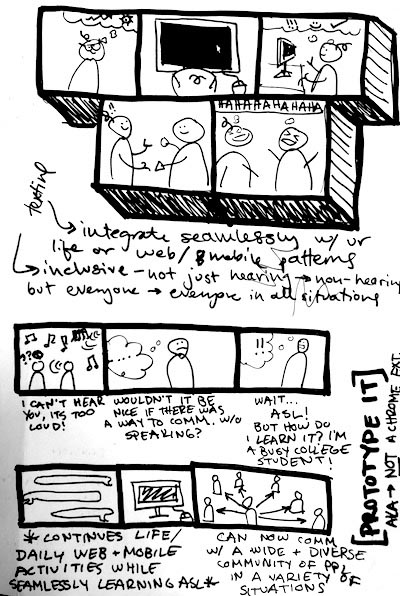 HAHAHAHAHAHAHA
testing
→ integrate seamlessly w/ ur
life or web/mobile patterns
→ inclusive - not just hearing → non-hearing
but everyone → everyone in all situations
??
I CAN'T HEAR
YOU, ITS TOO
LOUD!
...
WOULDN'T IT BE
NICE IF THERE WAS
A WAY TO COMM. W/O
SPEAKING?
!!
WAIT...
ASL!
BUT HOW DO
I LEARN IT? I'M
A BUSY COLLEGE
STUDENT!
[PROTOTYPE IT]
AKA → NOT A CHROME EXT.
* CONTINUES LIFE/
DAILY WEB + MOBILE
ACTIVITIES WHILE
SEAMLESSLY LEARNING ASL *
CAN NOW COMM
W/ A WIDE + DIVERSE
COMMUNITY OF PPL
IN A VARIETY OF
SITUATIONS